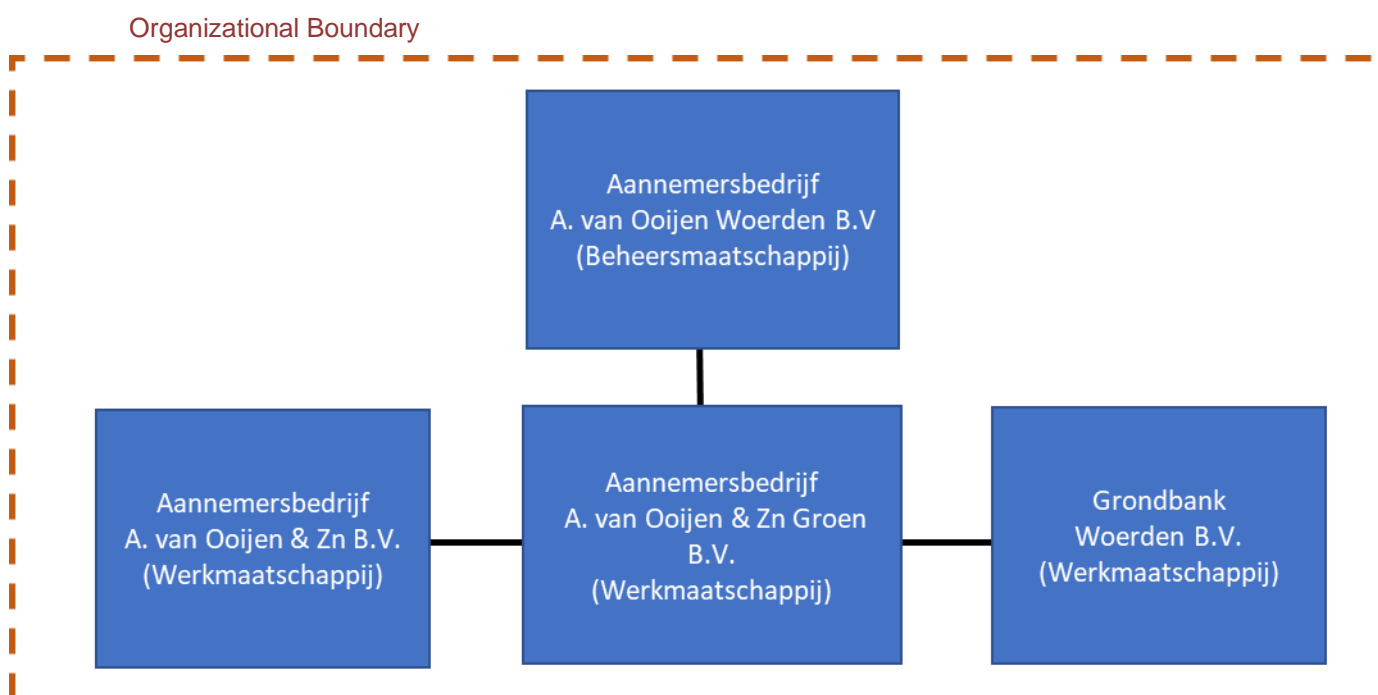 Organizational Boundary
Aannemersbedrijf
A. van Ooijen Woerden B.V
(Beheersmaatschappij)
Aannemersbedrijf
A. van Ooijen & Zn B.V.
(Werkmaatschappij)
Aannemersbedrijf
A. van Ooijen & Zn Groen
B.V.
(Werkmaatschappij)
Grondbank
Woerden B.V.
(Werkmaatschappij)